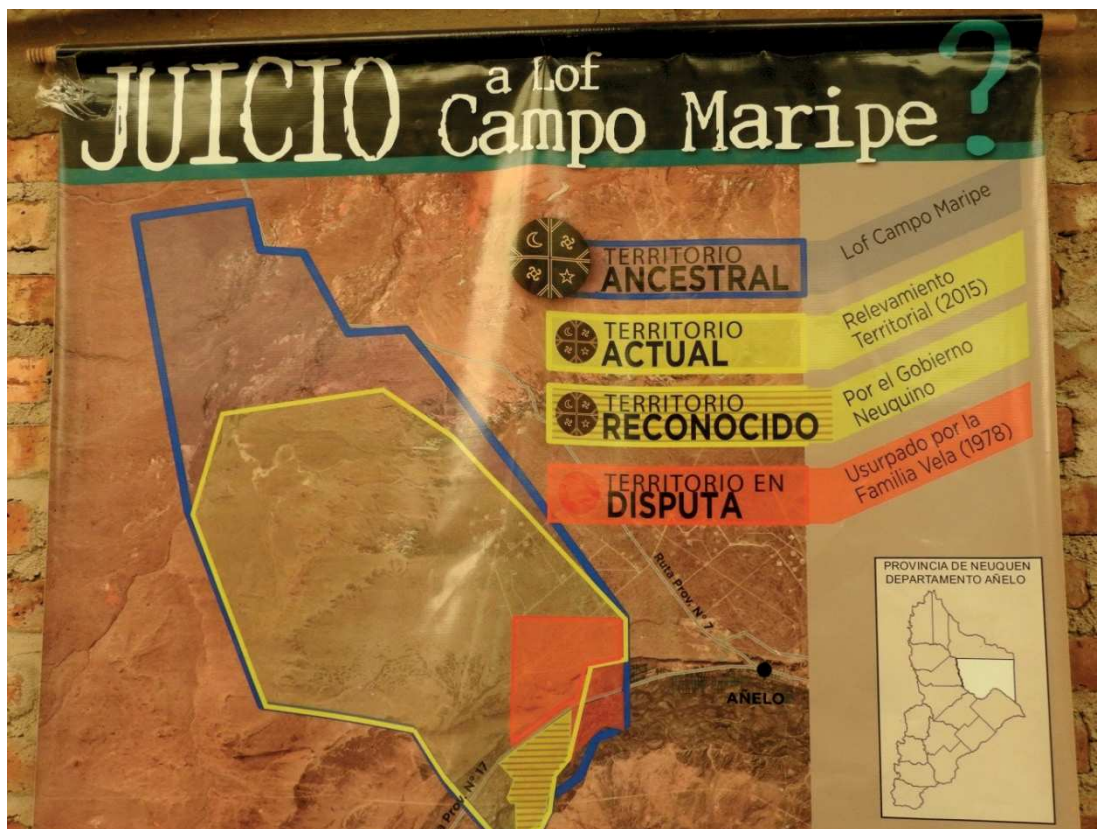 JUICIO a Lof Campo Maripe ?
TERRITORIO
ANCESTRAL
Lof Campo Maripe
TERRITORIO
ACTUAL
Relevamiento
Territorial (2015)
TERRITORIO
RECONOCIDO
Por el Gobierno
Neuquino
TERRITORIO EN
DISPUTA
Usurpado por la
Familia Vela (1978)
Ruta Prov. N° 7
AÑELO
Prov. N° 17
PROVINCIA DE NEUQUEN
DEPARTAMENTO AÑELO